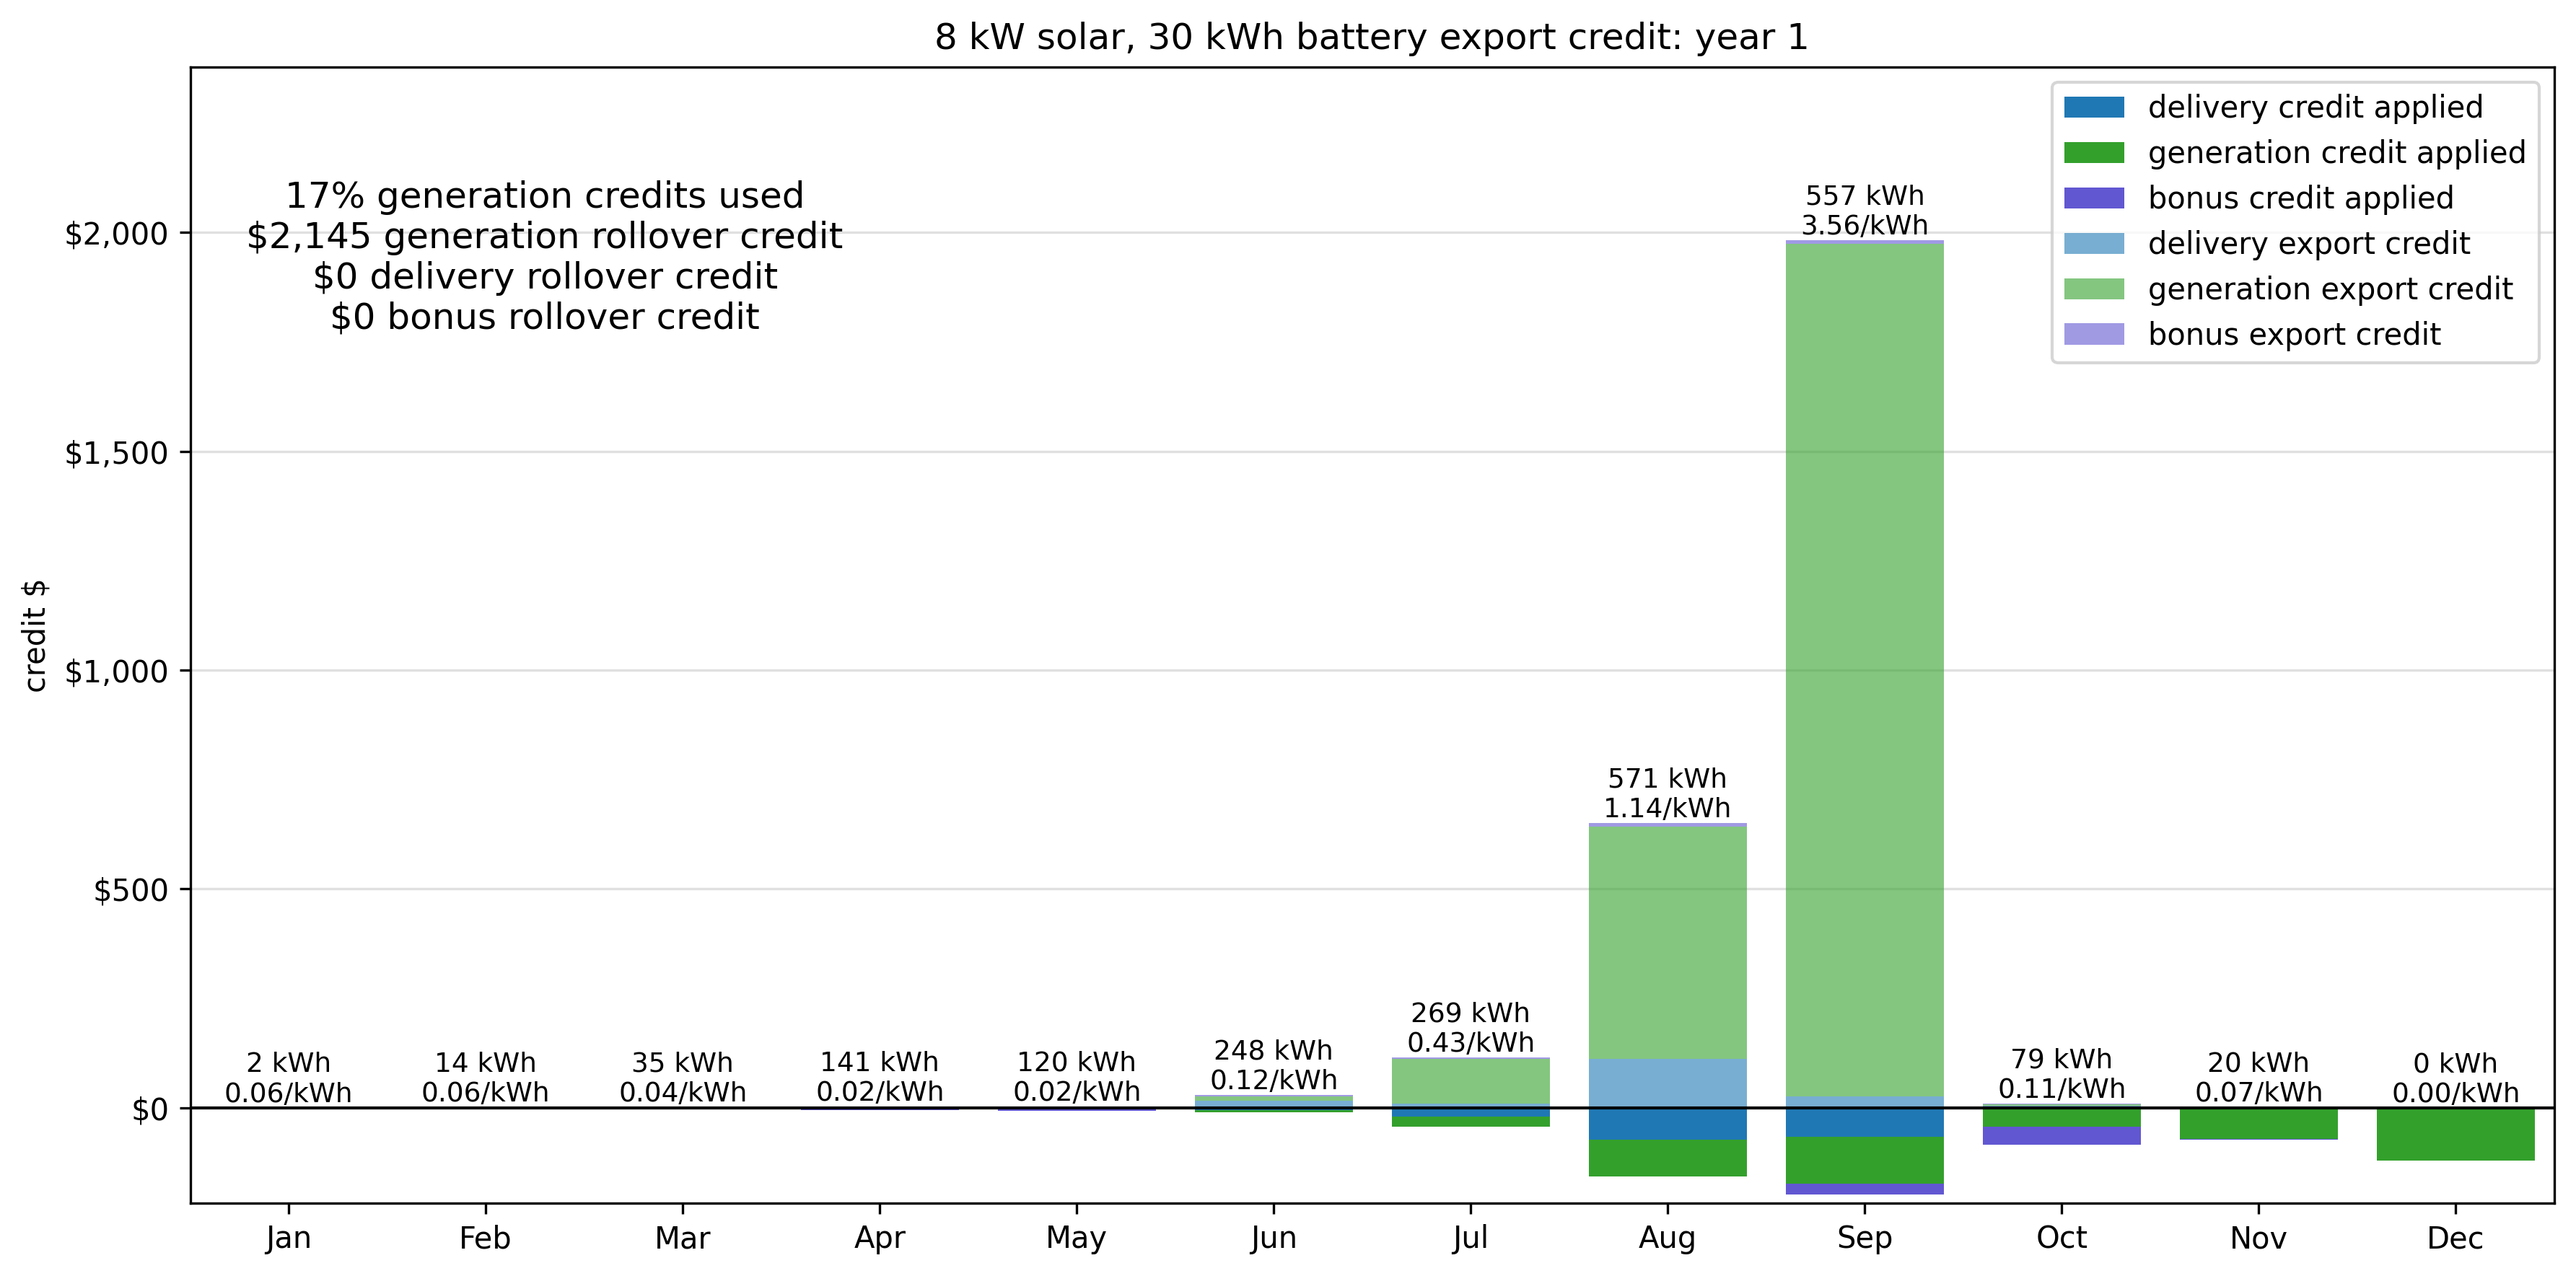 8 kW solar, 30 kWh battery export credit: year 1
credit $
$2,000
$1,500
$1,000
$500
$0
17% generation credits used
$2,145 generation rollover credit
$0 delivery rollover credit
$0 bonus rollover credit
delivery credit applied
generation credit applied
bonus credit applied
delivery export credit
generation export credit
bonus export credit
2 kWh
0.06/kWh
14 kWh
0.06/kWh
35 kWh
0.04/kWh
141 kWh
0.02/kWh
120 kWh
0.02/kWh
248 kWh
0.12/kWh
269 kWh
0.43/kWh
571 kWh
1.14/kWh
557 kWh
3.56/kWh
79 kWh
0.11/kWh
20 kWh
0.07/kWh
0 kWh
0.00/kWh
Jan
Feb
Mar
Apr
May
Jun
Jul
Aug
Sep
Oct
Nov
Dec